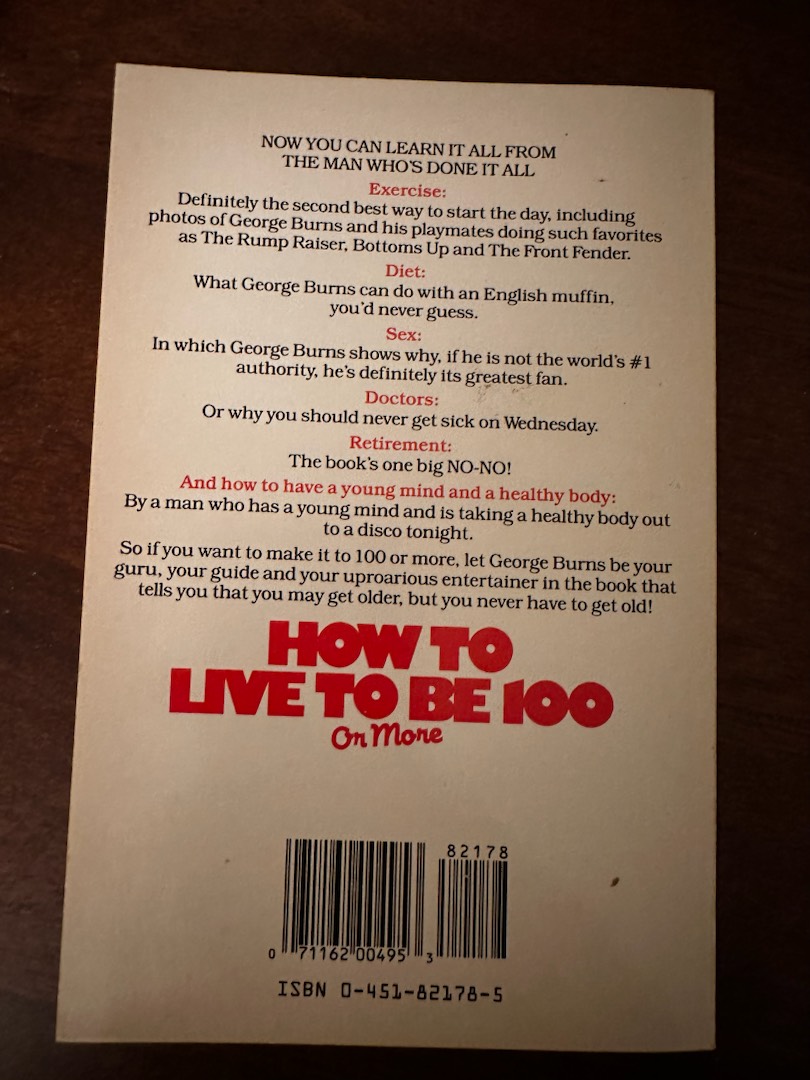 NOW YOU CAN LEARN IT ALL FROM
THE MAN WHO'S DONE IT ALL
Exercise:
Definitely the second best way to start the day, including
photos of George Burns and his playmates doing such favorites
as The Rump Raiser, Bottoms Up and The Front Fender.
Diet:
What George Burns can do with an English muffin,
you'd never guess.
Sex:
In which George Burns shows why, if he is not the world's #1
authority, he's definitely its greatest fan.
Doctors:
Or why you should never get sick on Wednesday.
Retirement:
The book's one big NO-NO!
And how to have a young mind and a healthy body:
By a man who has a young mind and is taking a healthy body out
to a disco tonight.
So if you want to make it to 100 or more, let George Burns be your
guru, your guide and your uproarious entertainer in the book that
tells you that you may get older, but you never have to get old!
HOW TO
LIVE TO BE 100
Or More
82178
0 71162 00495 3
ISBN 0-451-82178-5